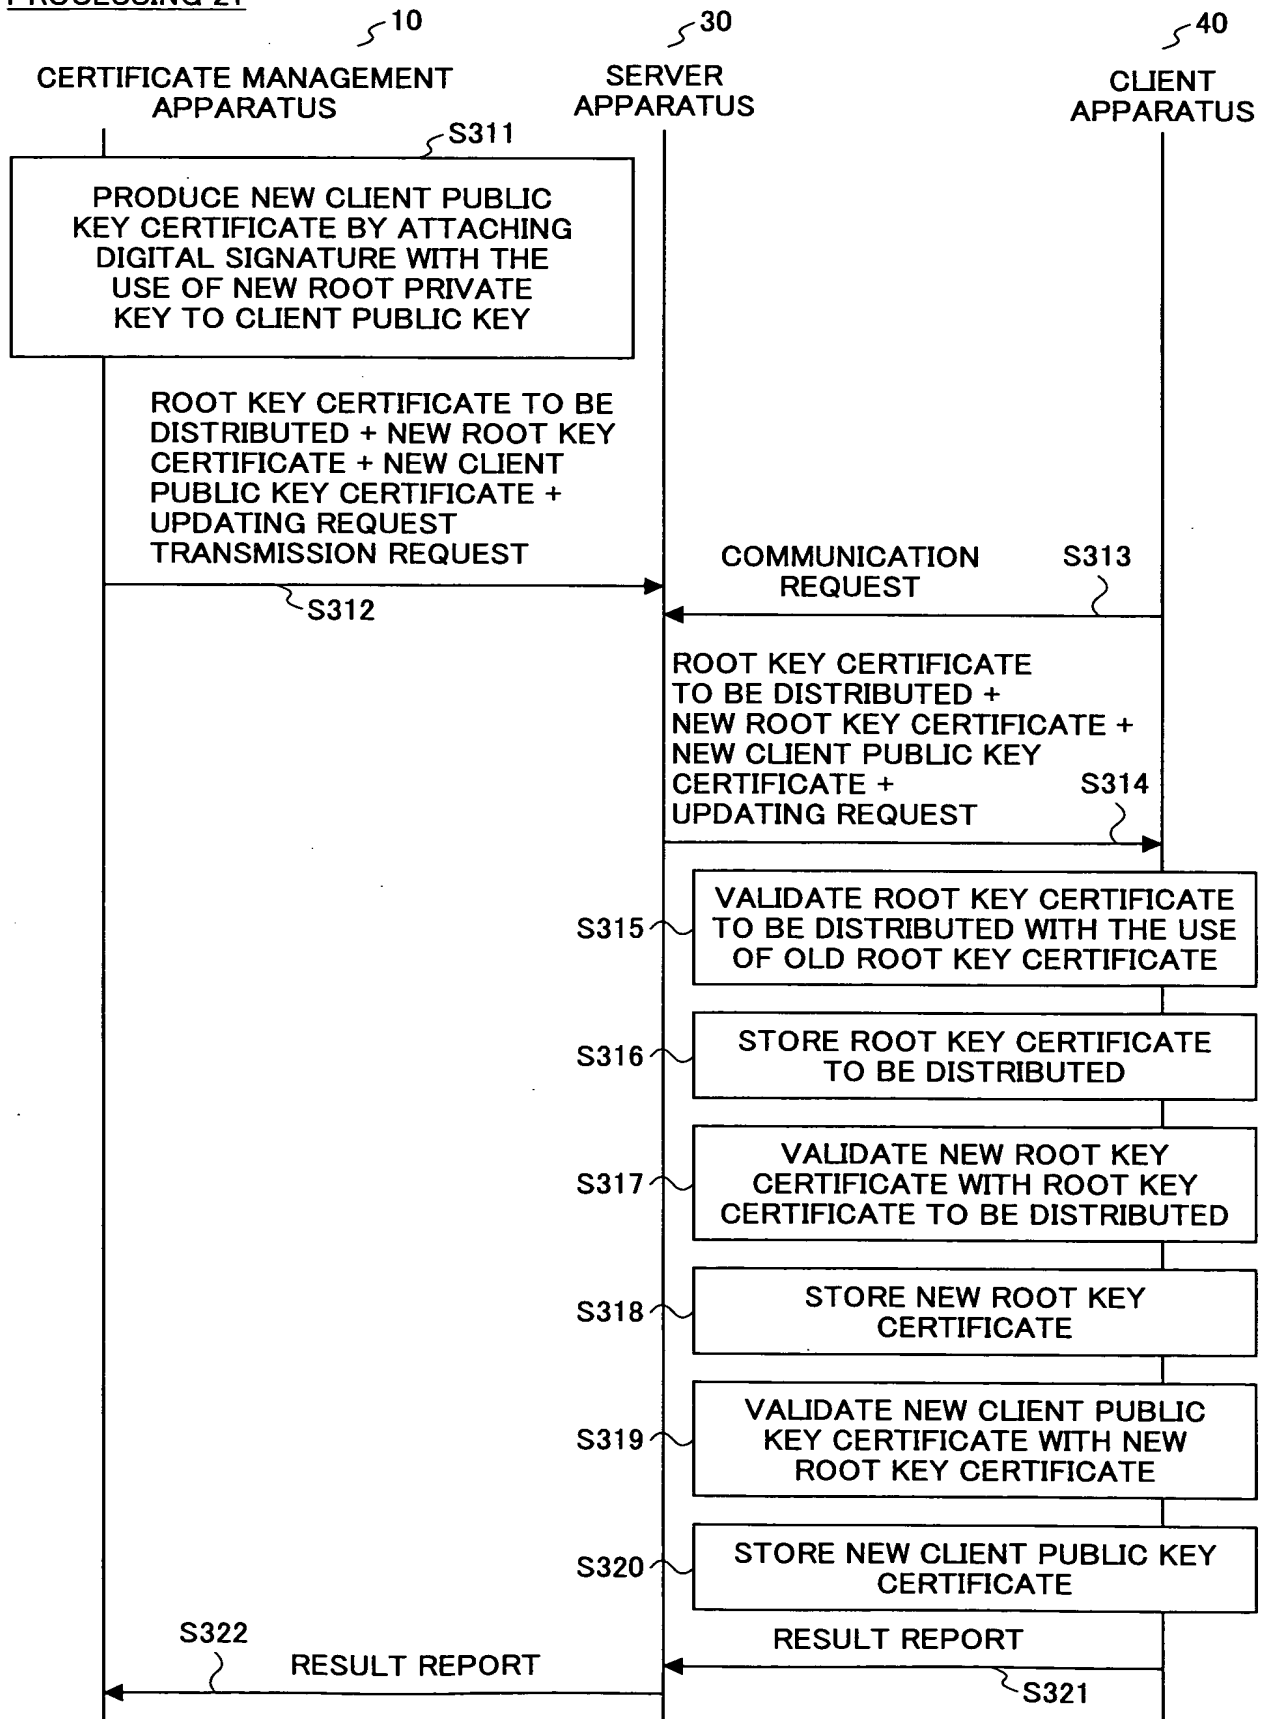 PROCESSING 21
10
30
40
CERTIFICATE MANAGEMENT
APPARATUS
SERVER
APPARATUS
CLIENT
APPARATUS
S311
PRODUCE NEW CLIENT PUBLIC
KEY CERTIFICATE BY ATTACHING
DIGITAL SIGNATURE WITH THE
USE OF NEW ROOT PRIVATE
KEY TO CLIENT PUBLIC KEY
ROOT KEY CERTIFICATE TO BE
DISTRIBUTED + NEW ROOT KEY
CERTIFICATE + NEW CLIENT
PUBLIC KEY CERTIFICATE +
UPDATING REQUEST
TRANSMISSION REQUEST
S312
COMMUNICATION
REQUEST
S313
ROOT KEY CERTIFICATE
TO BE DISTRIBUTED +
NEW ROOT KEY CERTIFICATE +
NEW CLIENT PUBLIC KEY
CERTIFICATE +
UPDATING REQUEST
S314
S315
VALIDATE ROOT KEY CERTIFICATE
TO BE DISTRIBUTED WITH THE USE
OF OLD ROOT KEY CERTIFICATE
S316
STORE ROOT KEY CERTIFICATE
TO BE DISTRIBUTED
S317
VALIDATE NEW ROOT KEY
CERTIFICATE WITH ROOT KEY
CERTIFICATE TO BE DISTRIBUTED
S318
STORE NEW ROOT KEY
CERTIFICATE
S319
VALIDATE NEW CLIENT PUBLIC
KEY CERTIFICATE WITH NEW
ROOT KEY CERTIFICATE
S320
STORE NEW CLIENT PUBLIC KEY
CERTIFICATE
RESULT REPORT
S321
S322
RESULT REPORT